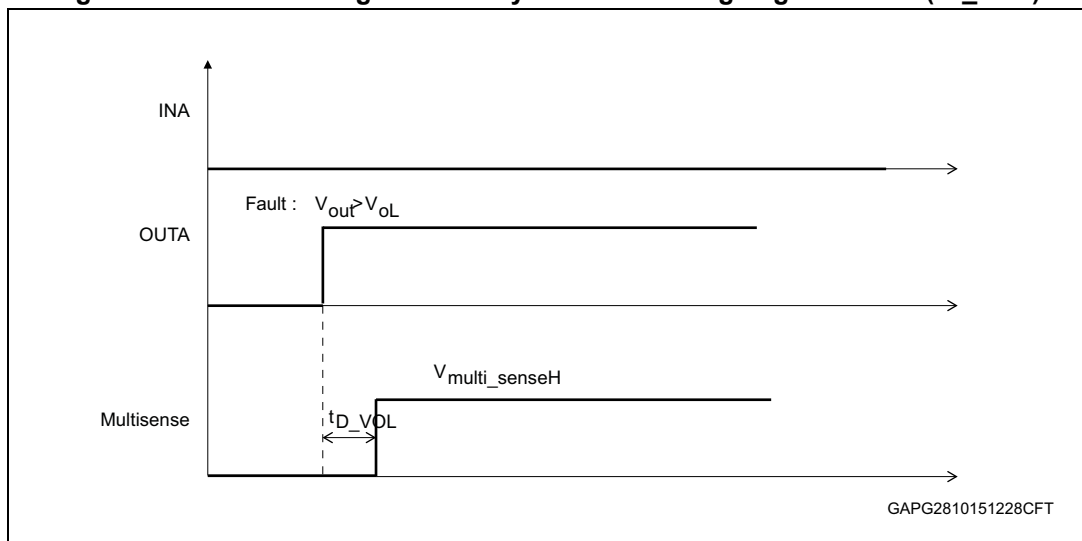 INA
Fault : Vout>VoL
OUTA
Vmulti_senseH
tD_VOL
Multisense
GAPG2810151228CFT